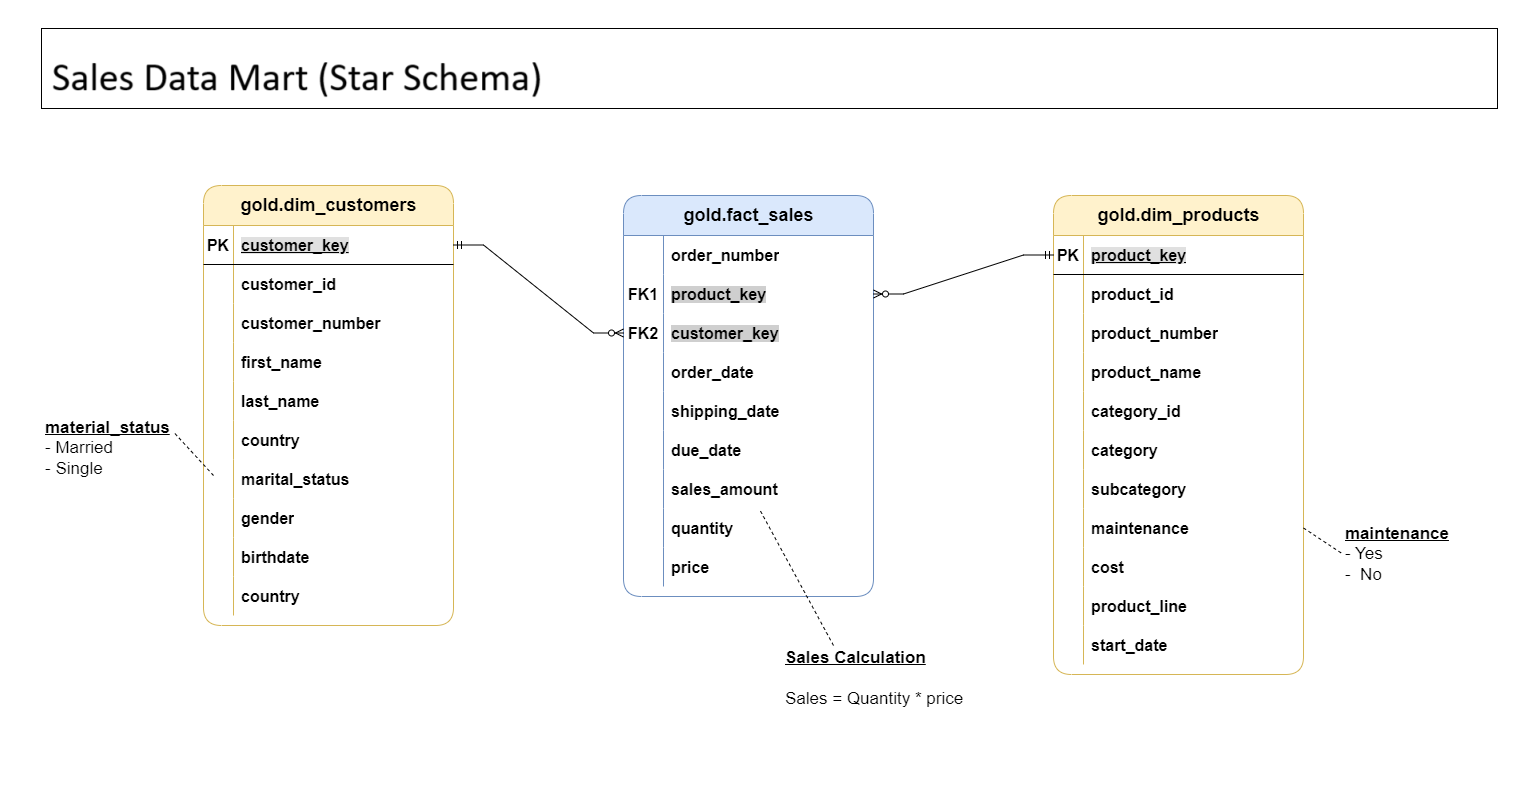 Sales Data Mart (Star Schema)
gold.dim_customers
PK customer_key
customer_id
customer_number
first_name
last_name
country
marital_status
gender
birthdate
country
material_status
- Married
- Single
gold.fact_sales
order_number
FK1 product_key
FK2 customer_key
order_date
shipping_date
due_date
sales_amount
quantity
price
Sales Calculation
Sales = Quantity * price
gold.dim_products
PK product_key
product_id
product_number
product_name
category_id
category
subcategory
maintenance
cost
product_line
start_date
maintenance
- Yes
- No